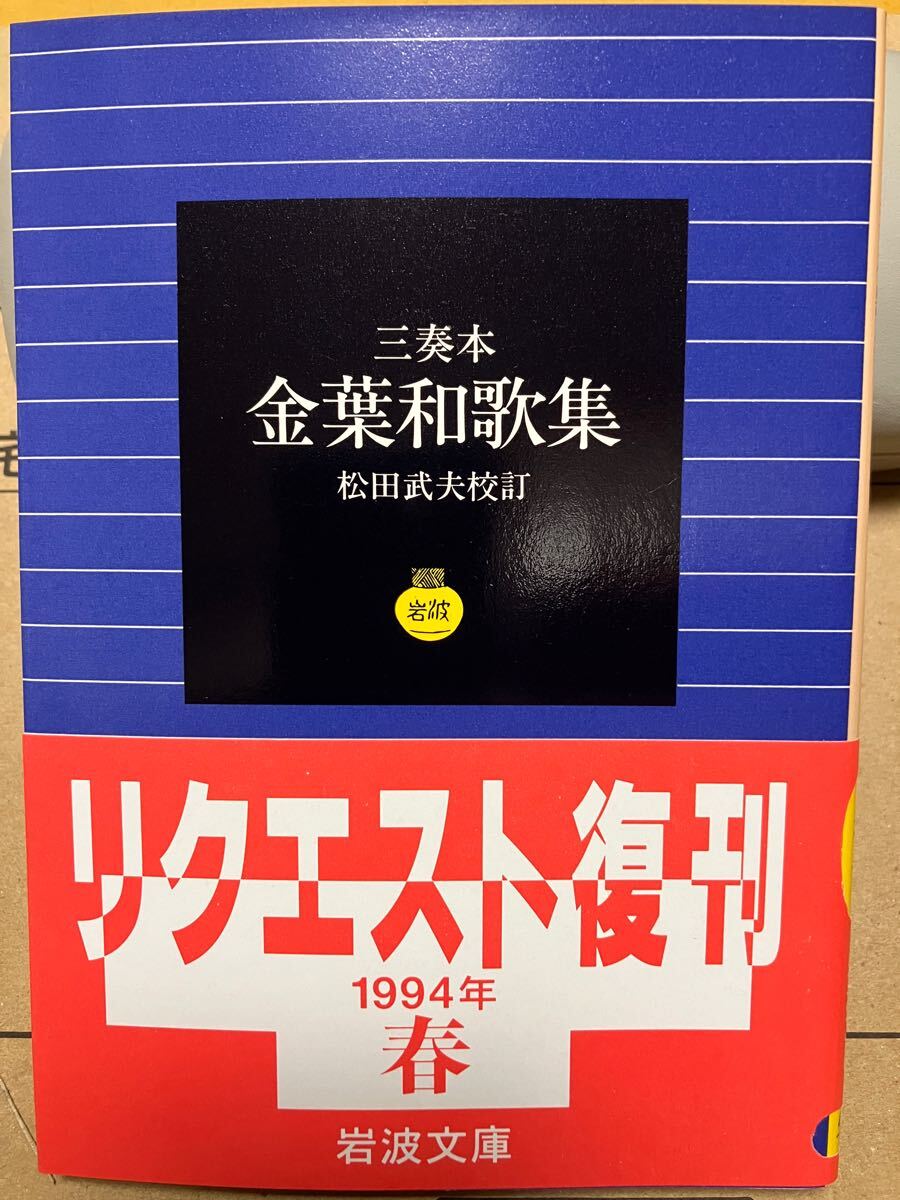 三奏本
金葉和歌集
松田武夫校訂
岩波
リクエスト復刊
1994年
春
岩波文庫